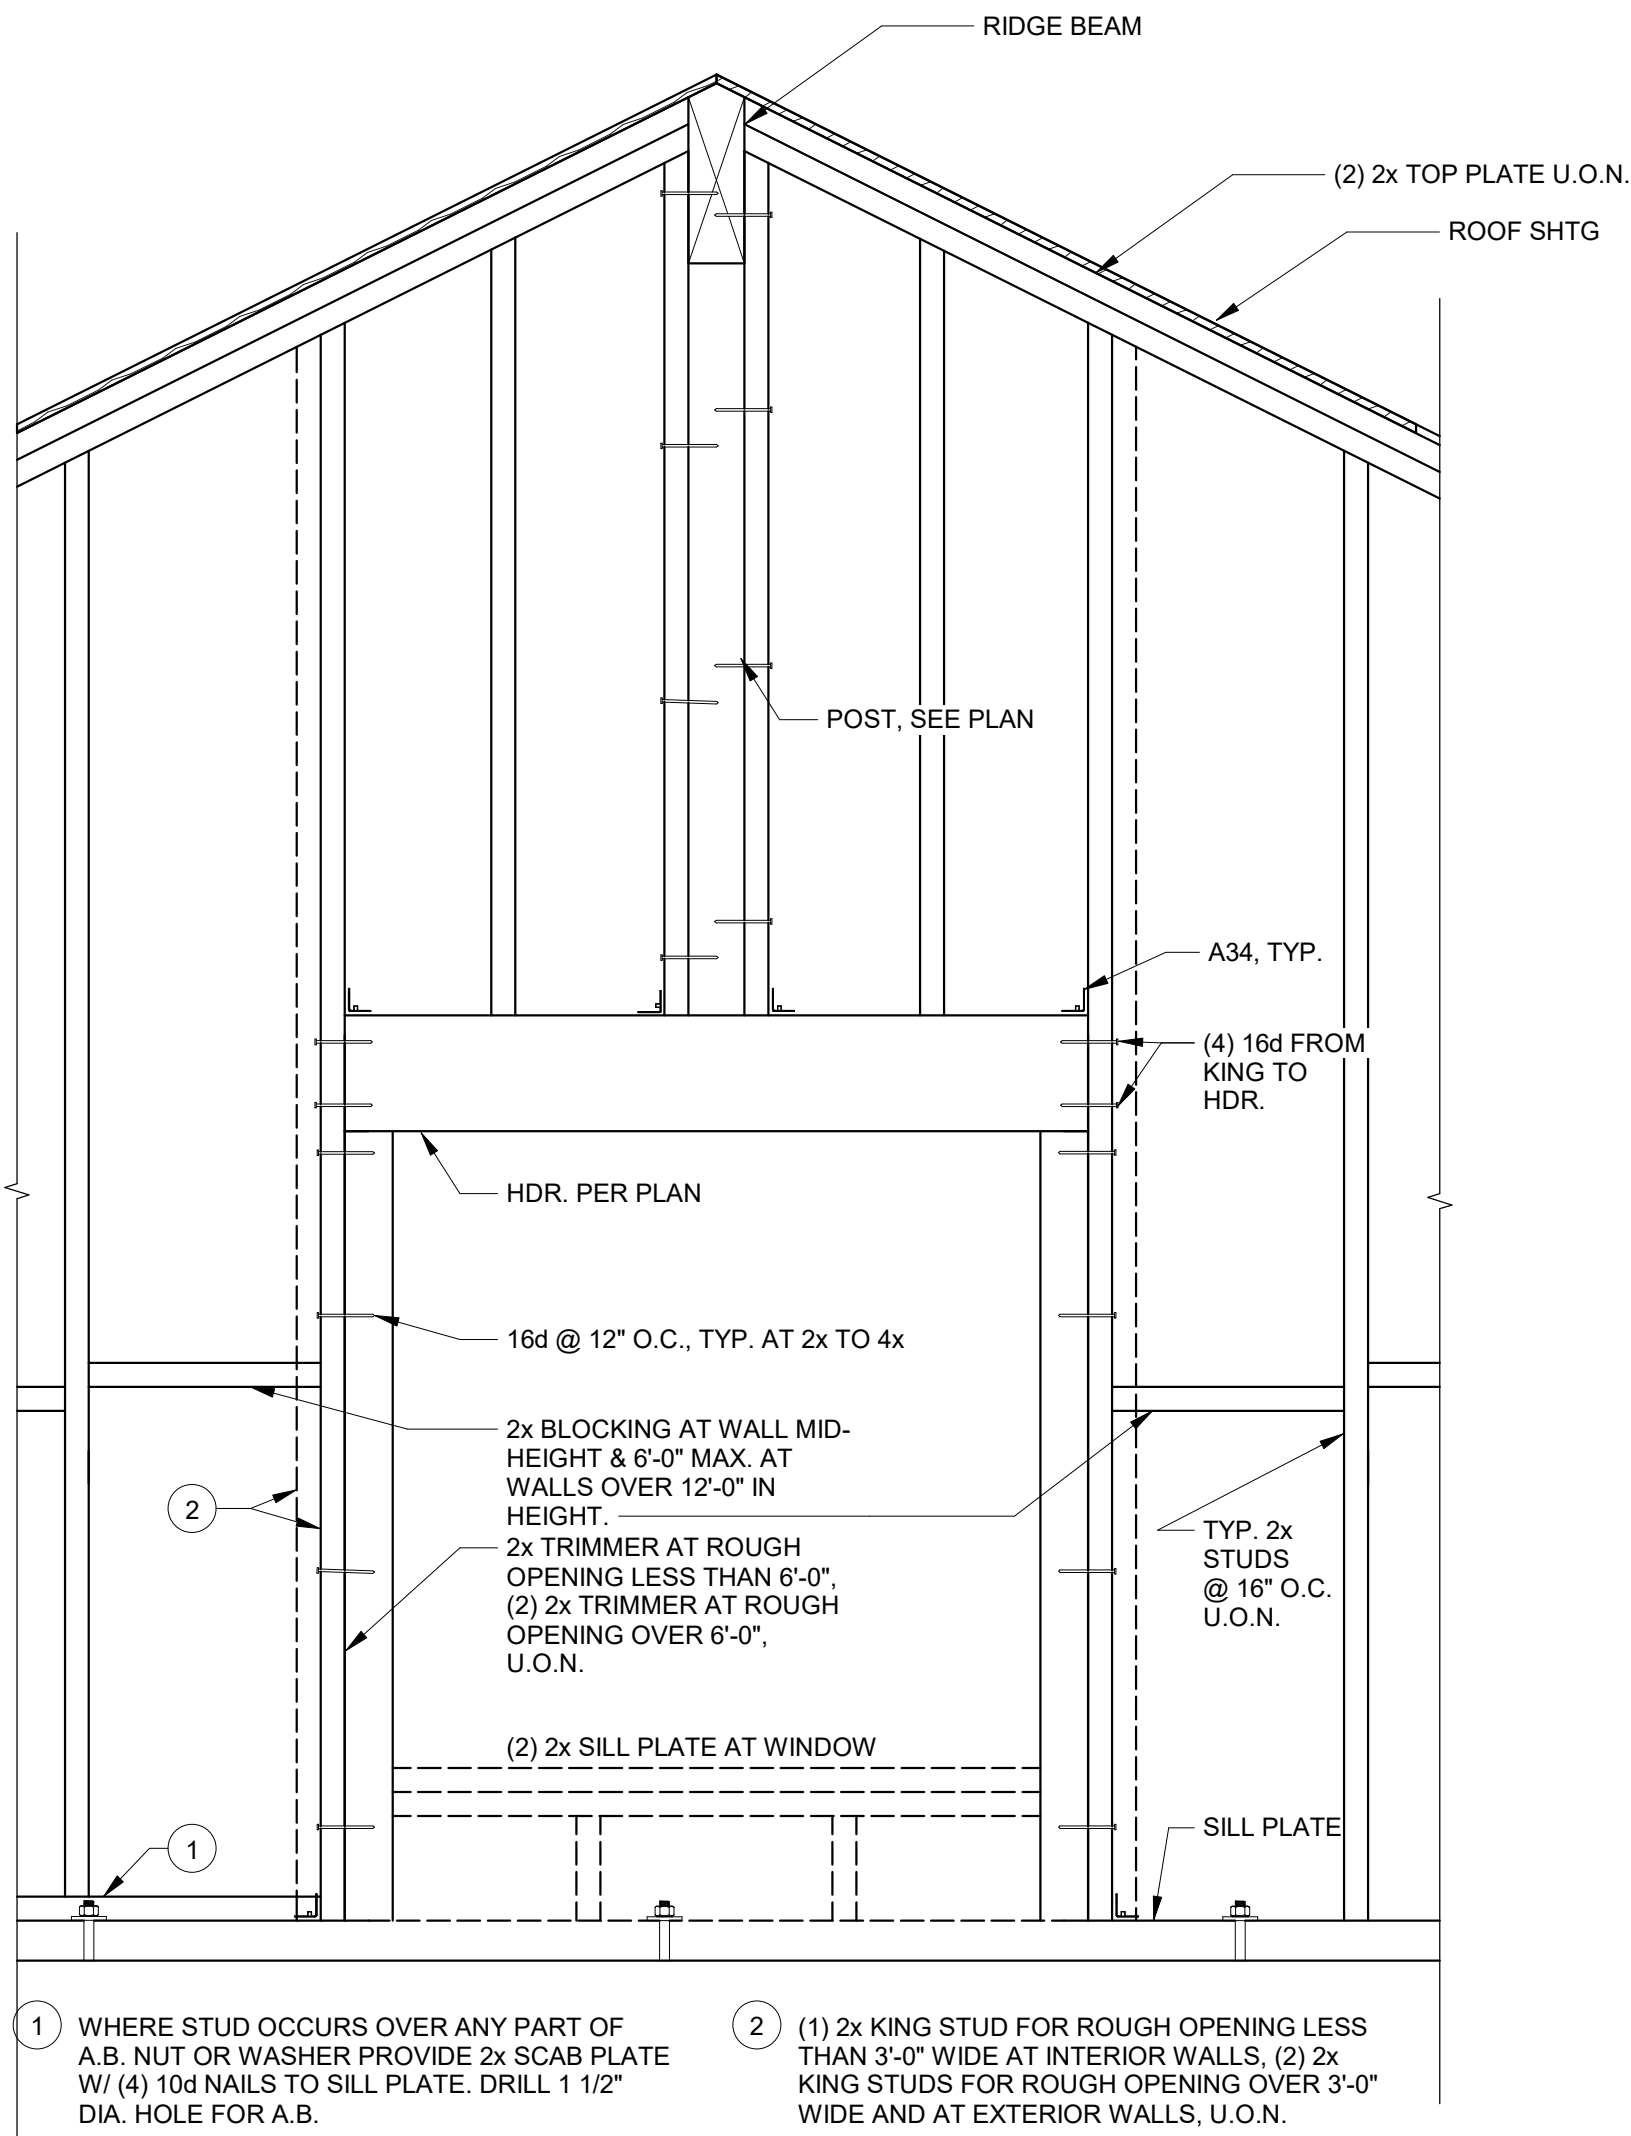 RIDGE BEAM
(2) 2x TOP PLATE U.O.N.
ROOF SHTG
POST, SEE PLAN
A34, TYP.
(4) 16d FROM
KING TO
HDR.
HDR. PER PLAN
16d @ 12" O.C., TYP. AT 2x TO 4x
2x BLOCKING AT WALL MID-
HEIGHT & 6'-0" MAX. AT
WALLS OVER 12'-0" IN
HEIGHT.
2
2x TRIMMER AT ROUGH
OPENING LESS THAN 6'-0",
(2) 2x TRIMMER AT ROUGH
OPENING OVER 6'-0",
U.O.N.
TYP. 2x
STUDS
@ 16" O.C.
U.O.N.
(2) 2x SILL PLATE AT WINDOW
SILL PLATE
1
1
WHERE STUD OCCURS OVER ANY PART OF
A.B. NUT OR WASHER PROVIDE 2x SCAB PLATE
W/ (4) 10d NAILS TO SILL PLATE. DRILL 1 1/2"
DIA. HOLE FOR A.B.
2
(1) 2x KING STUD FOR ROUGH OPENING LESS
THAN 3'-0" WIDE AT INTERIOR WALLS, (2) 2x
KING STUDS FOR ROUGH OPENING OVER 3'-0"
WIDE AND AT EXTERIOR WALLS, U.O.N.